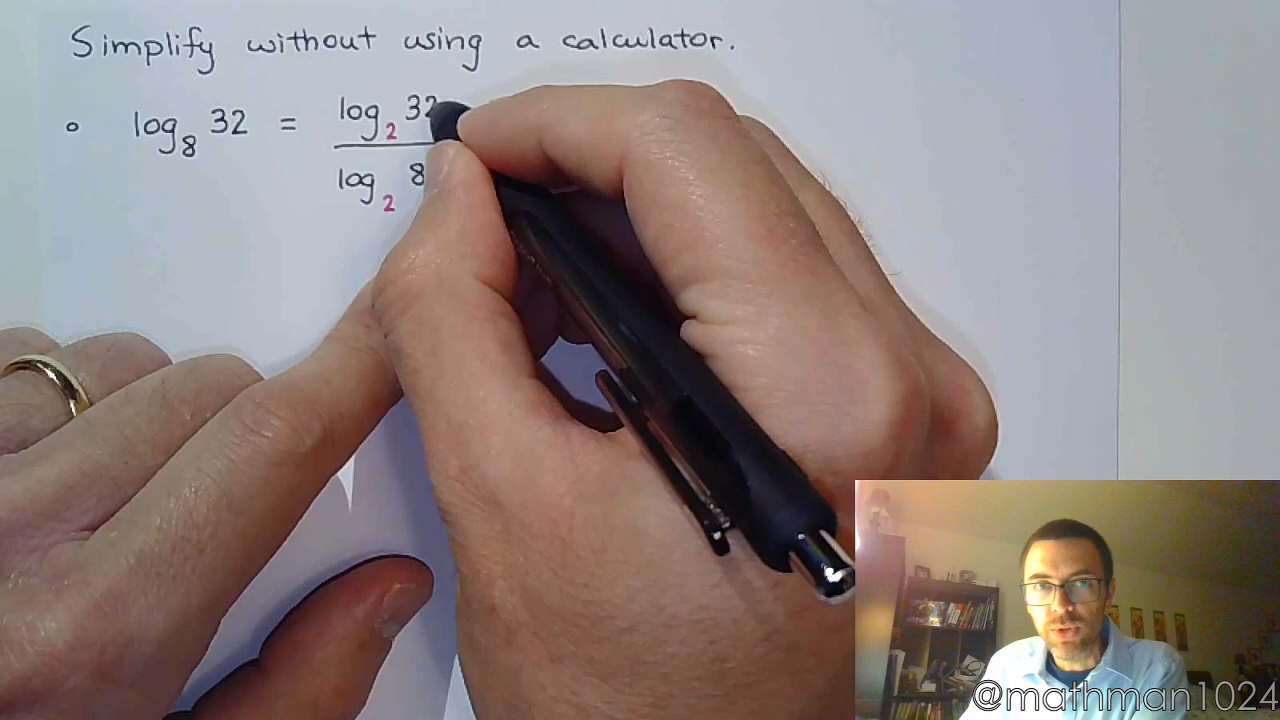 Simplify without using a calculator.
log₈ 32 = log₂ 32
log₂ 8
@mathman1024